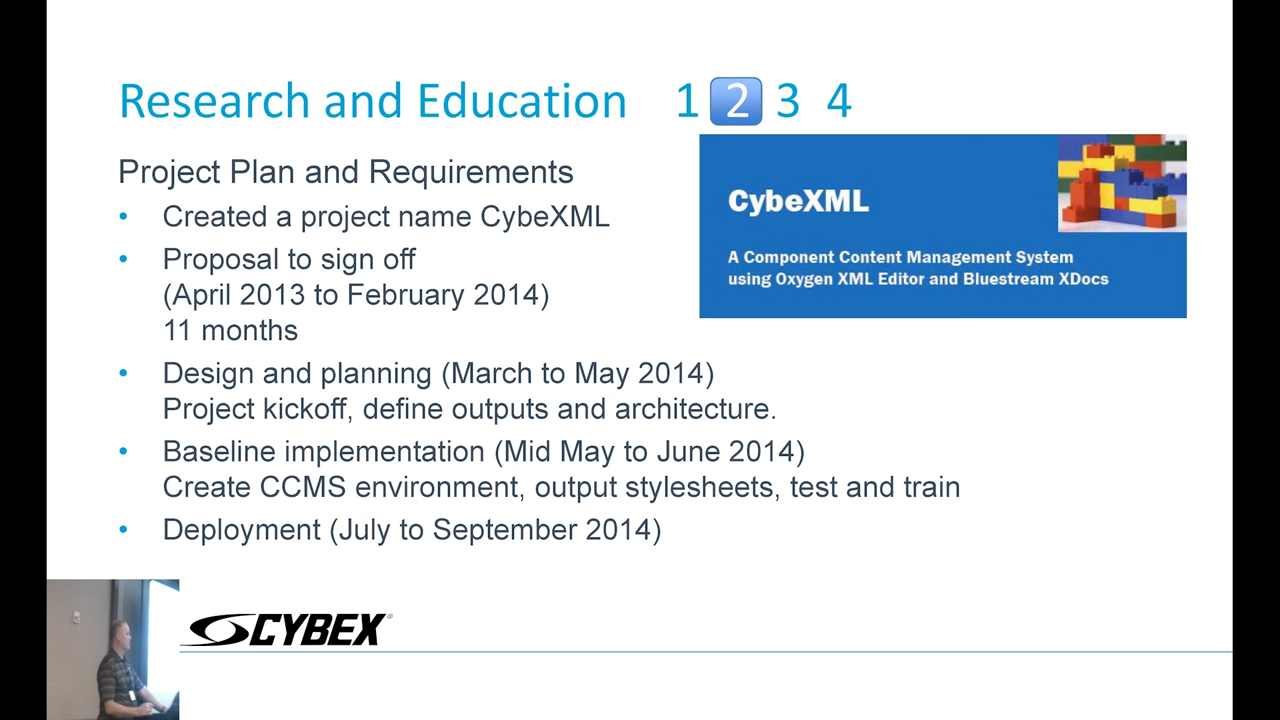 Research and Education 1 2 3 4
Project Plan and Requirements
• Created a project name CybeXML
• Proposal to sign off
(April 2013 to February 2014)
11 months
• Design and planning (March to May 2014)
Project kickoff, define outputs and architecture.
• Baseline implementation (Mid May to June 2014)
Create CCMS environment, output stylesheets, test and train
• Deployment (July to September 2014)
CybeXML
A Component Content Management System
using Oxygen XML Editor and Bluestream XDocs
CYBEX®